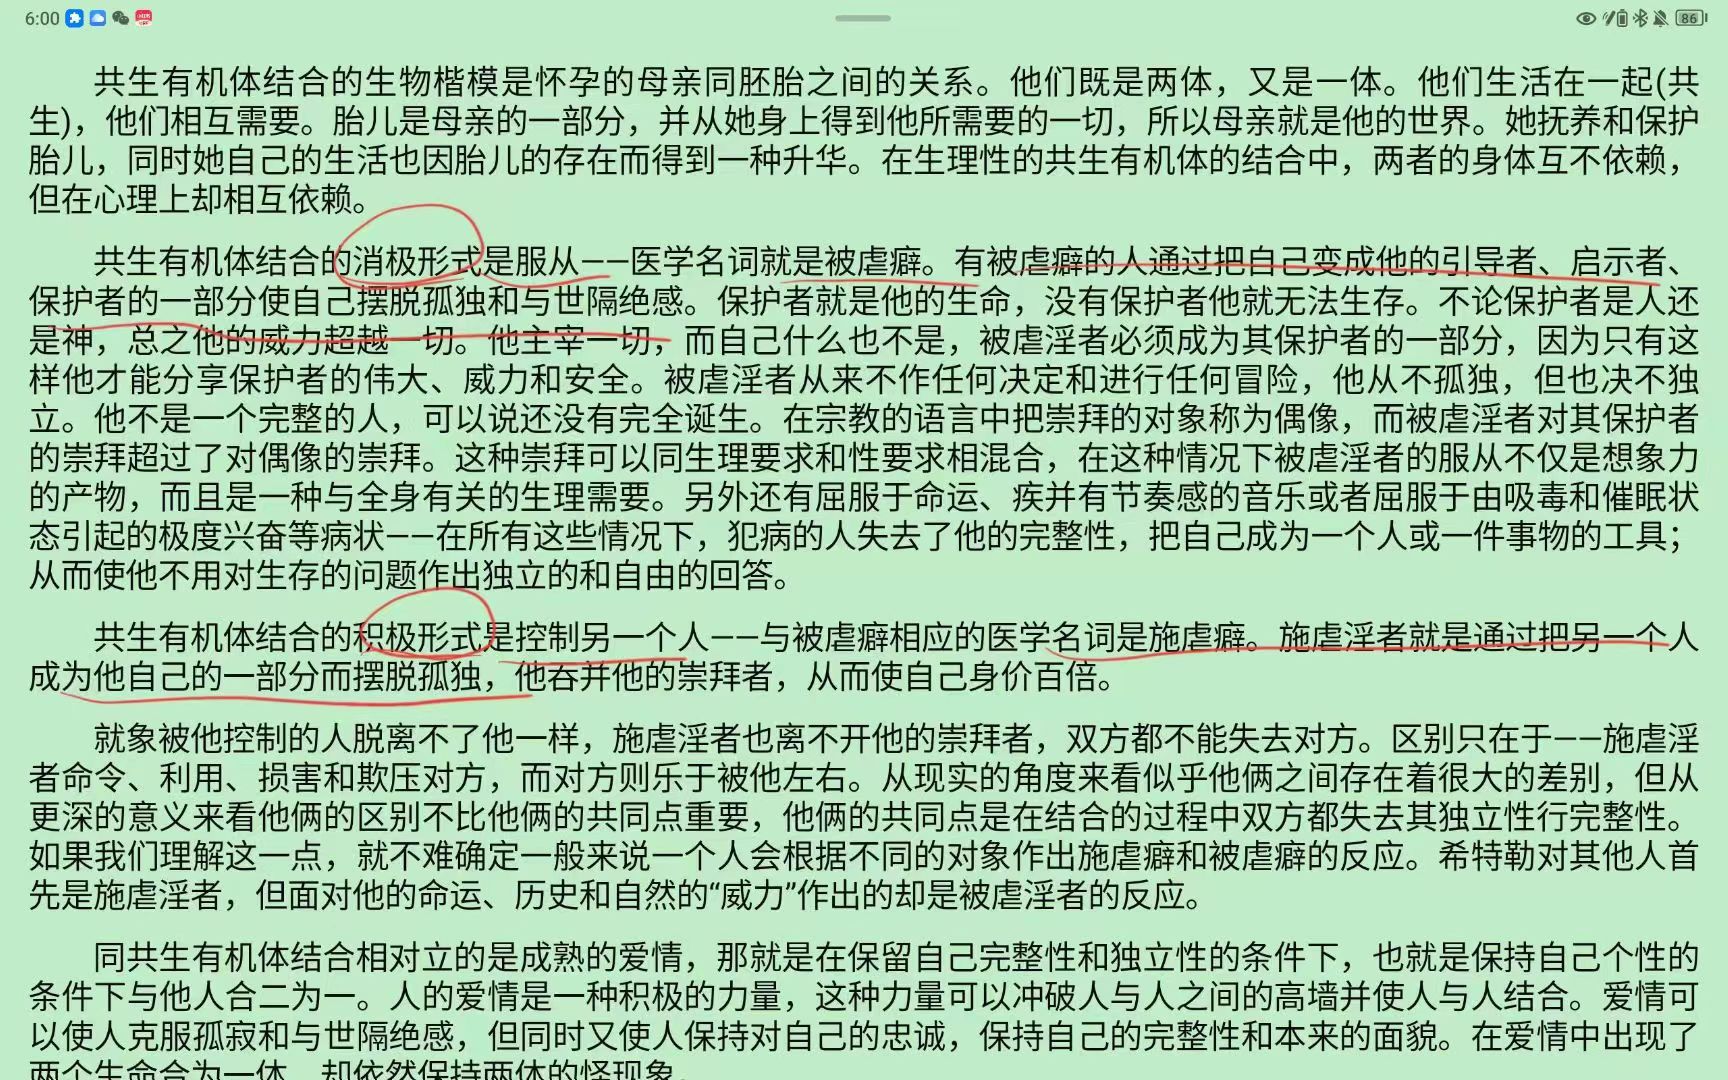 6:00
86
共生有机体结合的生物楷模是怀孕的母亲同胚胎之间的关系。他们既是两体，又是一体。他们生活在一起(共
生)，他们相互需要。胎儿是母亲的一部分，并从她身上得到他所需要的一切，所以母亲就是他的世界。她抚养和保护
胎儿，同时她自己的生活也因胎儿的存在而得到一种升华。在生理性的共生有机体的结合中，两者的身体互不依赖，
但在心理上却相互依赖。
共生有机体结合的消极形式是服从——医学名词就是被虐癖。有被虐癖的人通过把自己变成他的引导者、启示者、
保护者的一部分使自己摆脱孤独和与世隔绝感。保护者就是他的生命，没有保护者他就无法生存。不论保护者是人还
是神，总之他的威力超越一切。他主宰一切，而自己什么也不是，被虐淫者必须成为其保护者的一部分，因为只有这
样他才能分享保护者的伟大、威力和安全。被虐淫者从来不作任何决定和进行任何冒险，他从不孤独，但也决不独
立。他不是一个完整的人，可以说还没有完全诞生。在宗教的语言中把崇拜的对象称为偶像，而被虐淫者对其保护者
的崇拜超过了对偶像的崇拜。这种崇拜可以同生理要求和性要求相混合，在这种情况下被虐淫者的服从不仅是想象力
的产物，而且是一种与全身有关的生理需要。另外还有屈服于命运、疾并有节奏感的音乐或者屈服于由吸毒和催眠状
态引起的极度兴奋等病状——在所有这些情况下，犯病的人失去了他的完整性，把自己成为一个人或一件事物的工具；
从而使他不用对生存的问题作出独立的和自由的回答。
共生有机体结合的积极形式是控制另一个人——与被虐癖相应的医学名词是施虐癖。施虐淫者就是通过把另一个人
成为他自己的一部分而摆脱孤独，他吞并他的崇拜者，从而使自己身价百倍。
就象被他控制的人脱离不了他一样，施虐淫者也离不开他的崇拜者，双方都不能失去对方。区别只在于——施虐淫
者命令、利用、损害和欺压对方，而对方则乐于被他左右。从现实的角度来看似乎他俩之间存在着很大的差别，但从
更深的意义来看他俩的区别不比他俩的共同点重要，他俩的共同点是在结合的过程中双方都失去其独立性行完整性。
如果我们理解这一点，就不难确定一般来说一个人会根据不同的对象作出施虐癖和被虐癖的反应。希特勒对其他人首
先是施虐淫者，但面对他的命运、历史和自然的“威力”作出的却是被虐淫者的反应。
同共生有机体结合相对立的是成熟的爱情，那就是在保留自己完整性和独立性的条件下，也就是保持自己个性的
条件下与他人合二为一。人的爱情是一种积极的力量，这种力量可以冲破人与人之间的高墙并使人与人结合。爱情可
以使人克服孤寂和与世隔绝感，但同时又使人保持对自己的忠诚，保持自己的完整性和本来的面貌。在爱情中出现了
两个生命合为一体，却依然保持两体的怪现象。